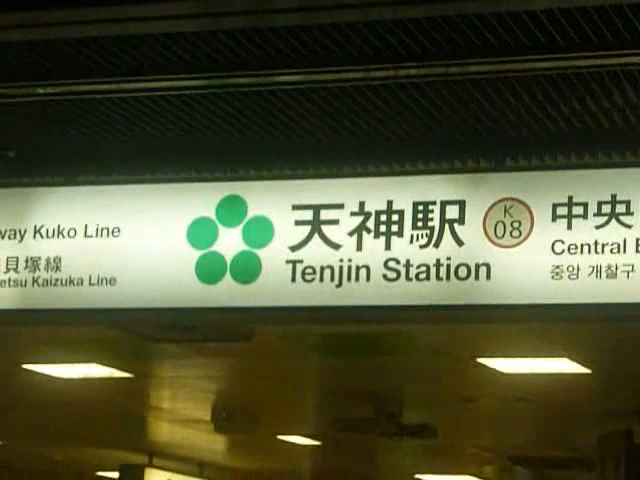 way Kuko Line
貝塚線
etsu Kaizuka Line
天神駅
Tenjin Station
K
08
中央
Central
중앙 개찰구